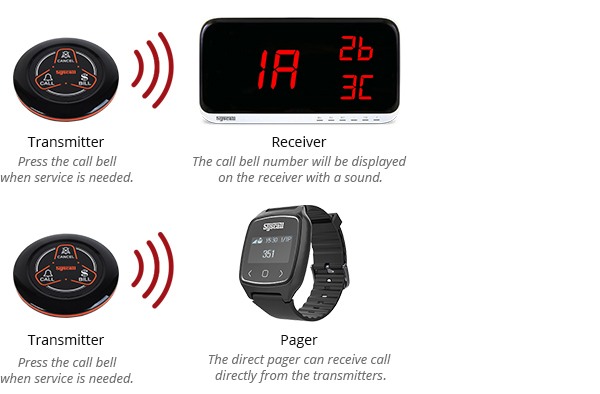 CANCEL
Syscall
CALL
BILL
1A
2b
3C
Syscall
Transmitter
Press the call bell
when service is needed.
Receiver
The call bell number will be displayed
on the receiver with a sound.
CANCEL
Syscall
CALL
BILL
Syscall
15:30 1/1P
351
Transmitter
Press the call bell
when service is needed.
Pager
The direct pager can receive call
directly from the transmitters.